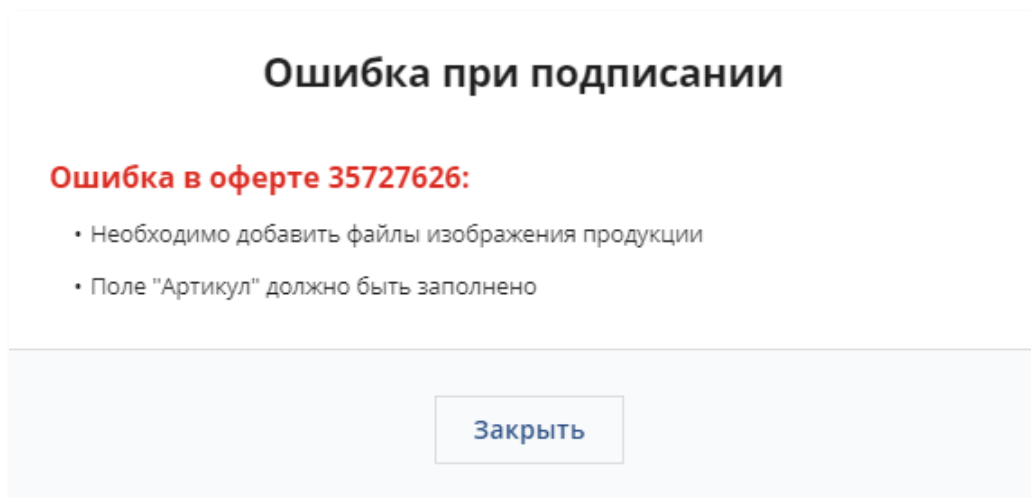 Ошибка при подписании
Ошибка в оферте 35727626:
• Необходимо добавить файлы изображения продукции
• Поле "Артикул" должно быть заполнено
Закрыть